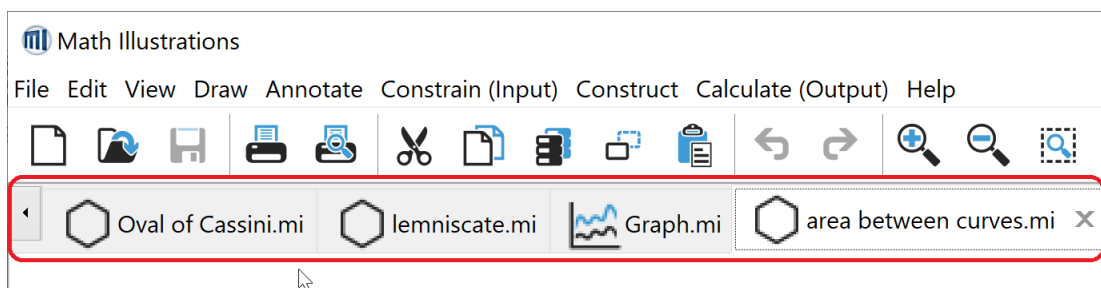 Math Illustrations
File Edit View Draw Annotate Constrain (Input) Construct Calculate (Output) Help
Oval of Cassini.mi lemniscate.mi Graph.mi area between curves.mi